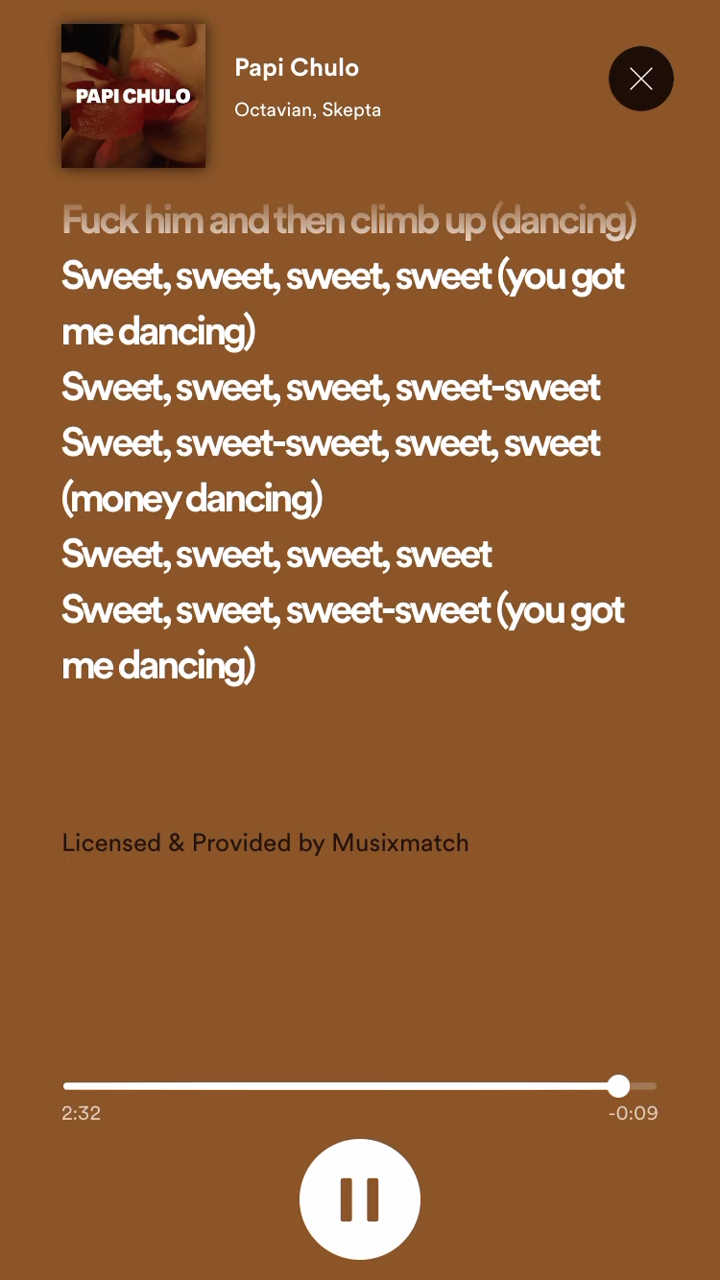 PAPI CHULO
Papi Chulo
Octavian, Skepta
Fuck him and then climb up (dancing)
Sweet, sweet, sweet, sweet (you got
me dancing)
Sweet, sweet, sweet, sweet-sweet
Sweet, sweet-sweet, sweet, sweet
(money dancing)
Sweet, sweet, sweet, sweet
Sweet, sweet, sweet-sweet (you got
me dancing)
Licensed & Provided by Musixmatch
2:32
-0:09